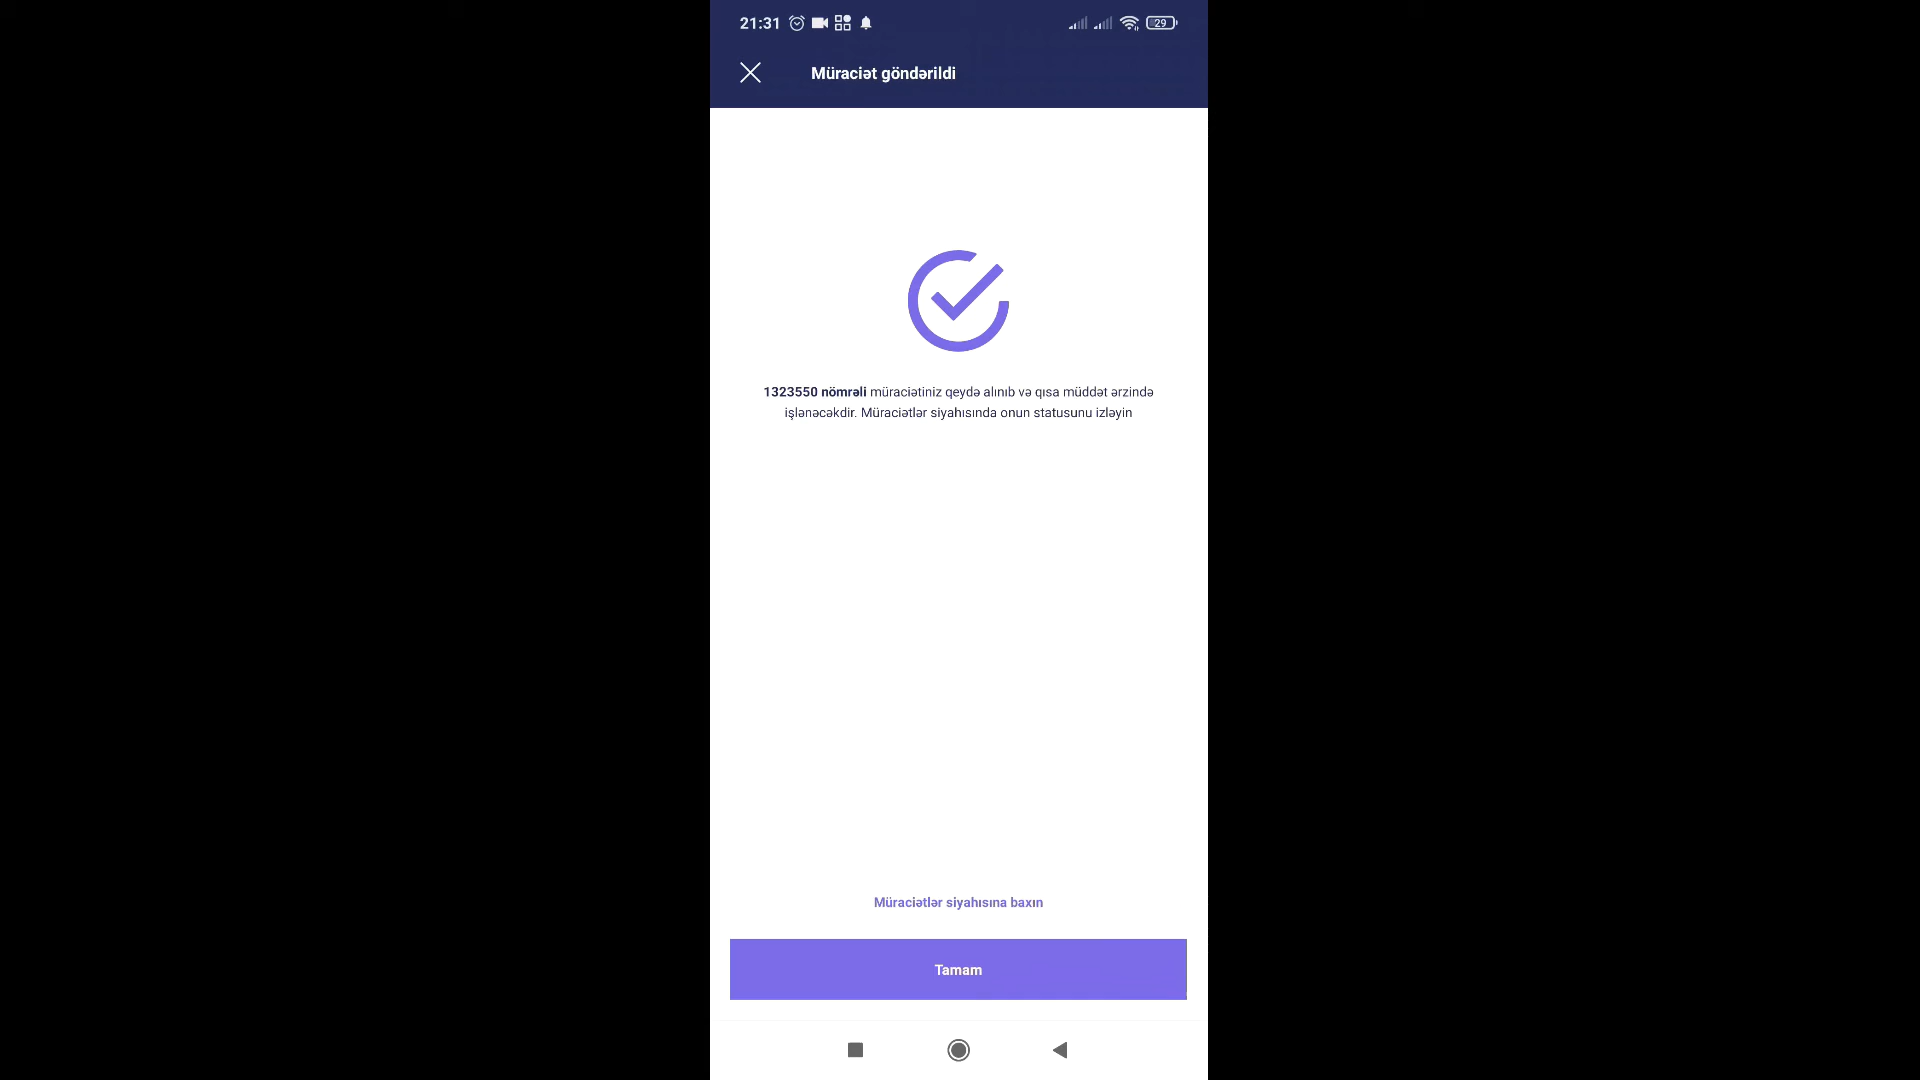 21:31
29
Müraciət göndərildi
1323550 nömrəli müraciətiniz qeydə alınıb və qısa müddət ərzində
işlənəcəkdir. Müraciətlər siyahısında onun statusunu izləyin
Müraciətlər siyahısına baxın
Tamam